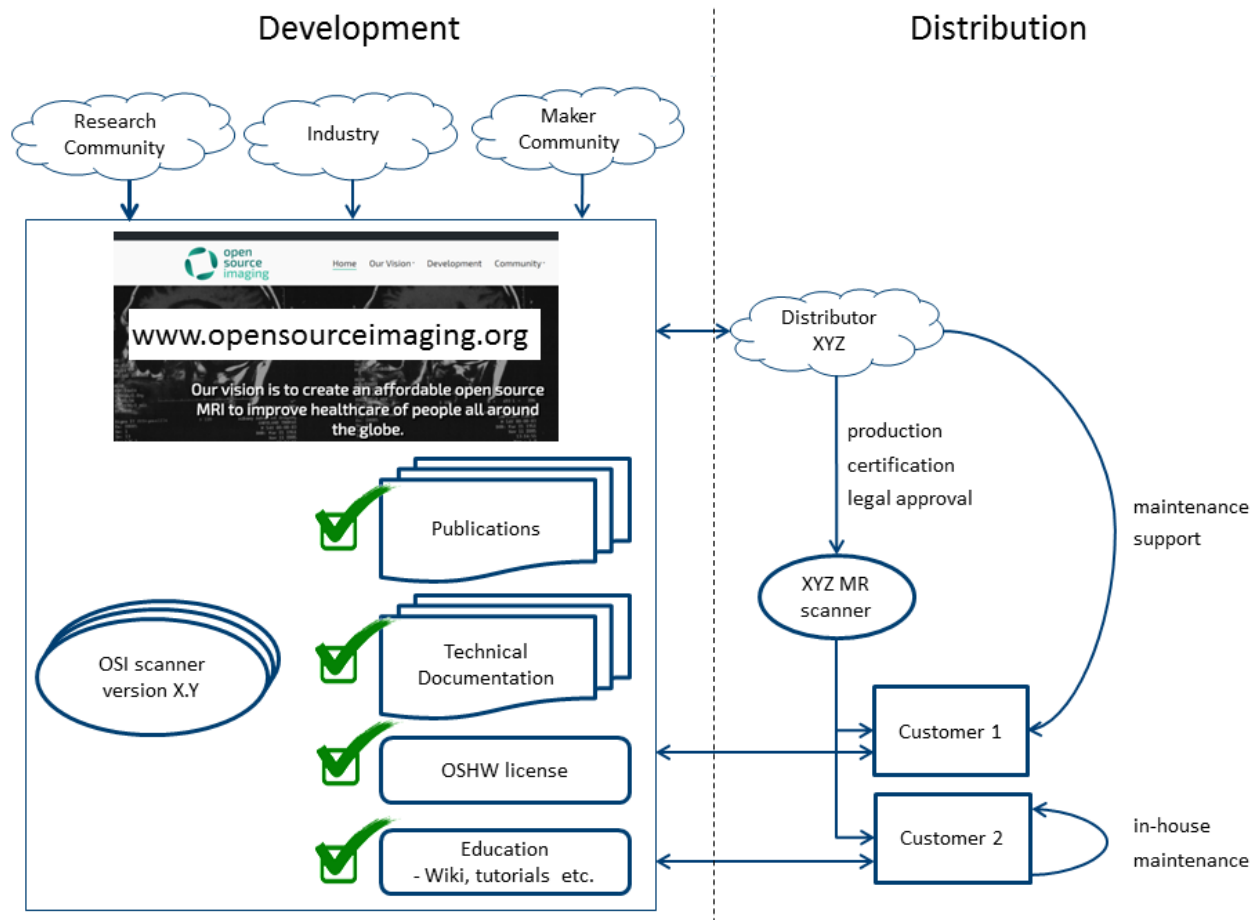 Development
Distribution
Research
Community
Industry
Maker
Community
open
source
imaging
Home
Our Vision
Development
Community
www.opensourceimaging.org
Our vision is to create an affordable open source
MRI to improve healthcare of people all around
the globe.
Publications
Technical
Documentation
OSHW license
Education
- Wiki, tutorials etc.
OSI scanner
version X.Y
Distributor
XYZ
production
certification
legal approval
maintenance
support
XYZ MR
scanner
Customer 1
Customer 2
in-house
maintenance